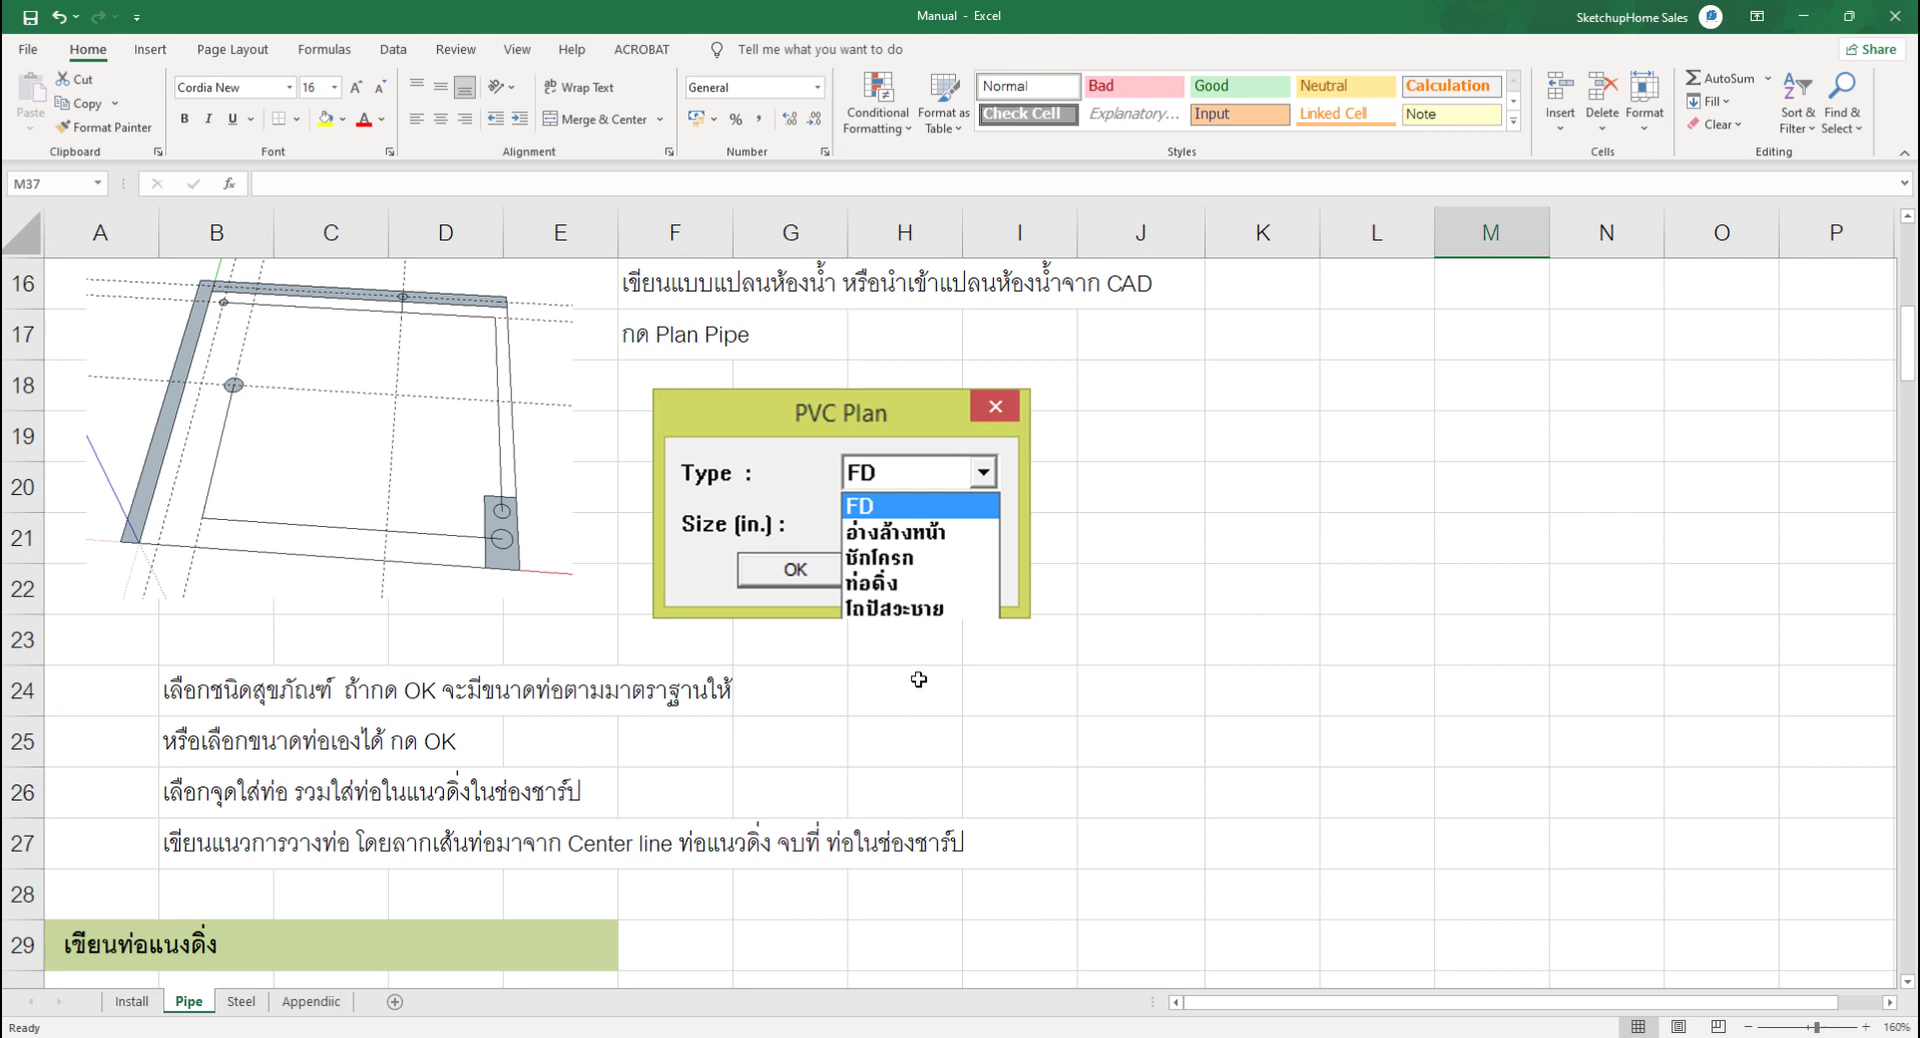 Manual - Excel
SketchupHome Sales
File Home Insert Page Layout Formulas Data Review View Help ACROBAT Tell me what you want to do
Share
Paste
Cut
Copy
Format Painter
Clipboard
Cordia New 16
B I U
Font
Wrap Text
Merge & Center
Alignment
General
Number
Conditional Formatting
Format as Table
Normal Bad Good Neutral Calculation
Check Cell Explanatory... Input Linked Cell Note
Styles
Insert Delete Format
Cells
AutoSum
Fill
Clear
Sort & Filter
Find & Select
Editing
M37
fx
A B C D E F G H I J K L M N O P
16 เขียนแบบแปลนห้องน้ำ หรือนำเข้าแปลนห้องน้ำจาก CAD
17 กด Plan Pipe
18
19
20
21
22
23
PVC Plan
Type : FD
FD
Size (in.) :
อ่างล้างหน้า
ชักโครก
OK
ท่อดิ่ง
โถปัสวะชาย
24 เลือกชนิดสุขภัณฑ์ ถ้ากด OK จะมีขนาดท่อตามมาตราฐานให้
25 หรือเลือกขนาดท่อเองได้ กด OK
26 เลือกจุดใส่ท่อ รวมใส่ท่อในแนวดิ่งในช่องชาร์ป
27 เขียนแนวการวางท่อ โดยลากเส้นท่อมาจาก Center line ท่อแนวดิ่ง จบที่ ท่อในช่องชาร์ป
28
29 เขียนท่อแนงดิ่ง
Install Pipe Steel Appendiic
Ready
160%